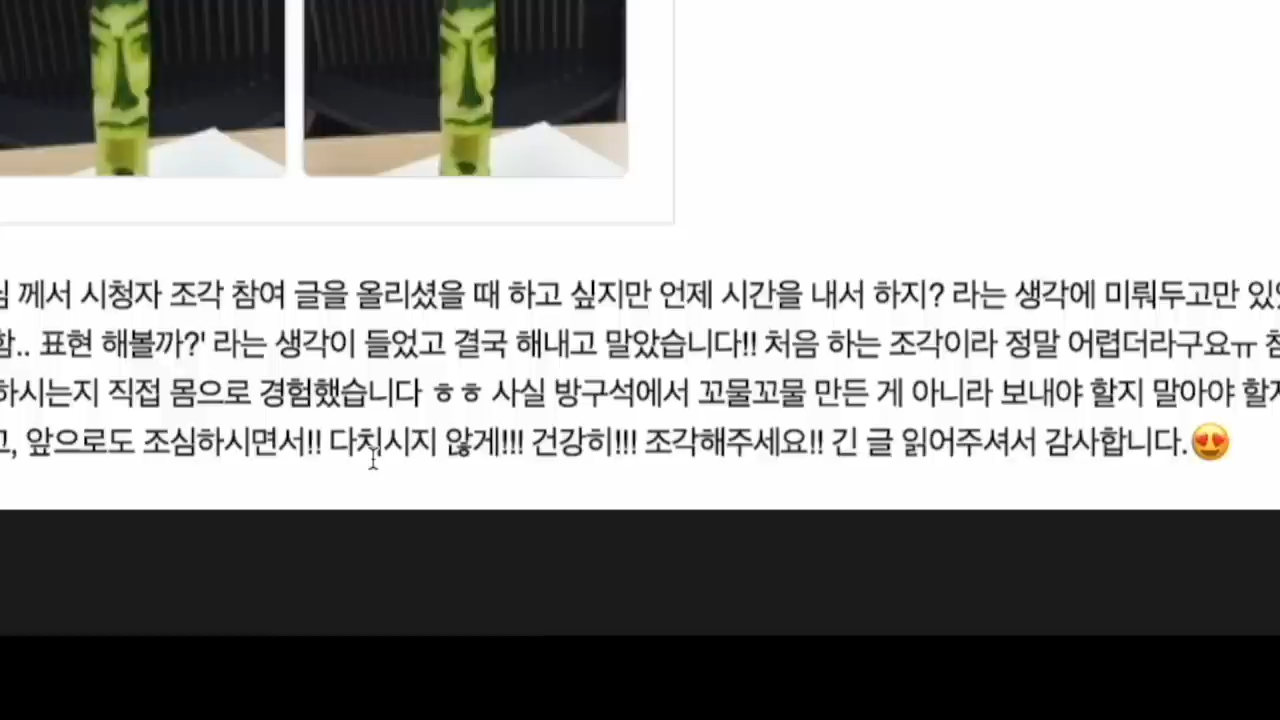 께서 시청자 조각 참여 글을 올리셨을 때 하고 싶지만 언제 시간을 내서 하지? 라는 생각에 미뤄두고만
함.. 표현 해볼까?' 라는 생각이 들었고 결국 해내고 말았습니다!! 처음 하는 조각이라 정말 어렵더라구요ㅠ
하시는지 직접 몸으로 경험했습니다 ㅎㅎ 사실 방구석에서 꼬물꼬물 만든 게 아니라 보내야 할지 말아야
앞으로도 조심하시면서!! 다치시지 않게!!! 건강히!!! 조각해주세요!! 긴 글 읽어주셔서 감사합니다.😍